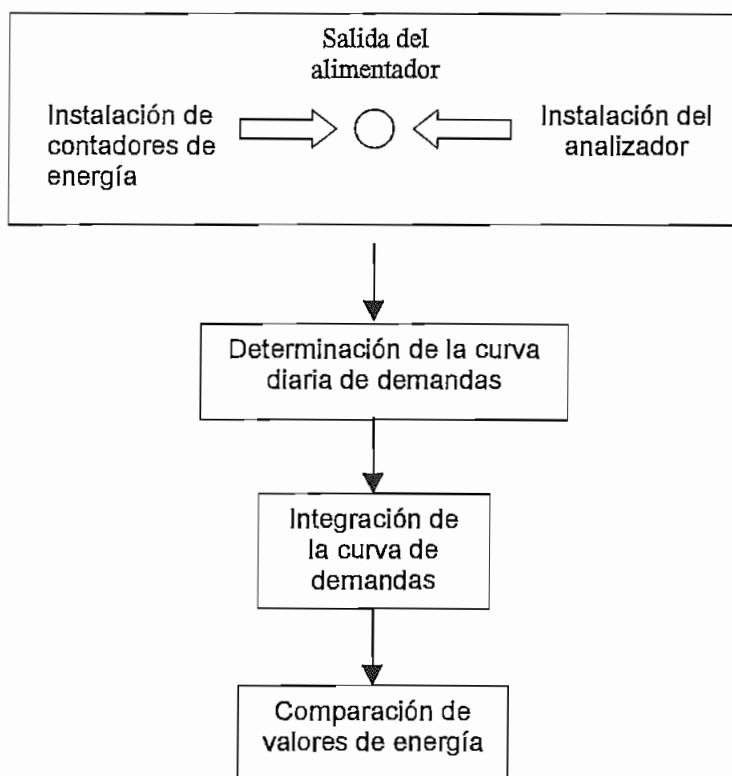 Salida del
alimentador
Instalación de
contadores de
energía
Instalación del
analizador
Determinación de la curva
diaria de demandas
Integración de
la curva de
demandas
Comparación de
valores de energía